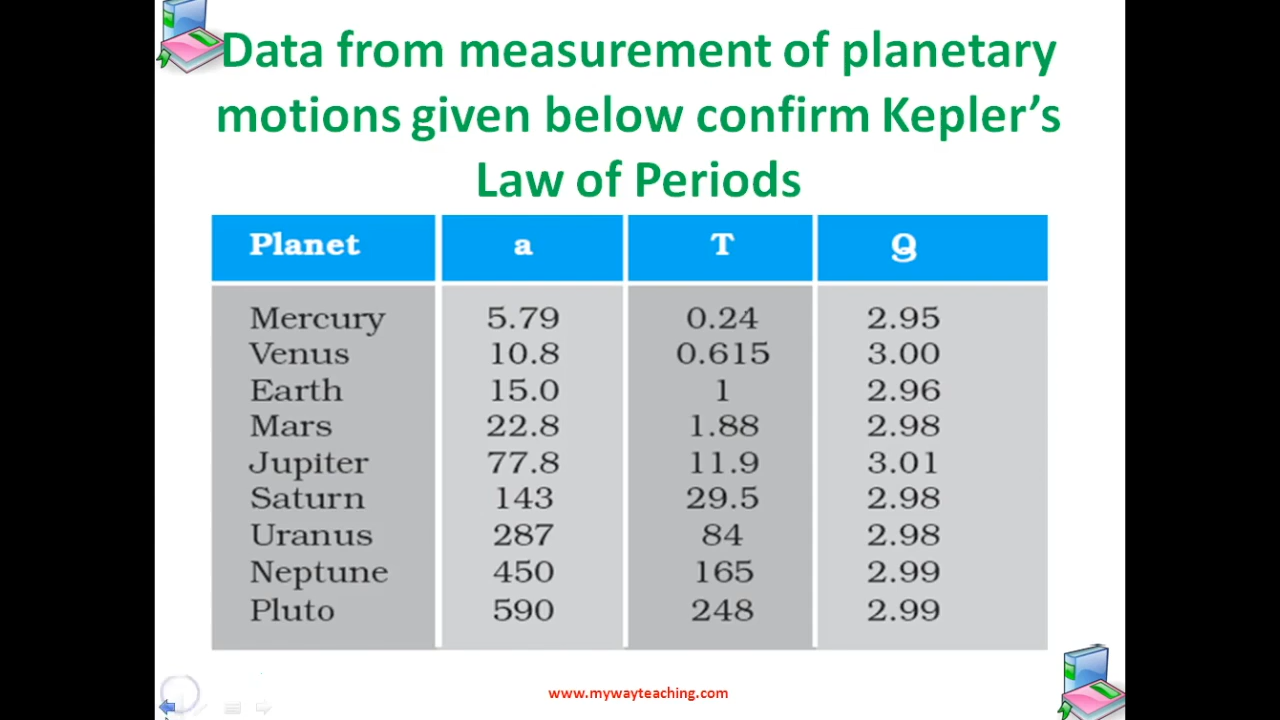 Data from measurement of planetary
motions given below confirm Kepler’s
Law of Periods
Planet a T Q
Mercury 5.79 0.24 2.95
Venus 10.8 0.615 3.00
Earth 15.0 1 2.96
Mars 22.8 1.88 2.98
Jupiter 77.8 11.9 3.01
Saturn 143 29.5 2.98
Uranus 287 84 2.98
Neptune 450 165 2.99
Pluto 590 248 2.99
www.mywayteaching.com